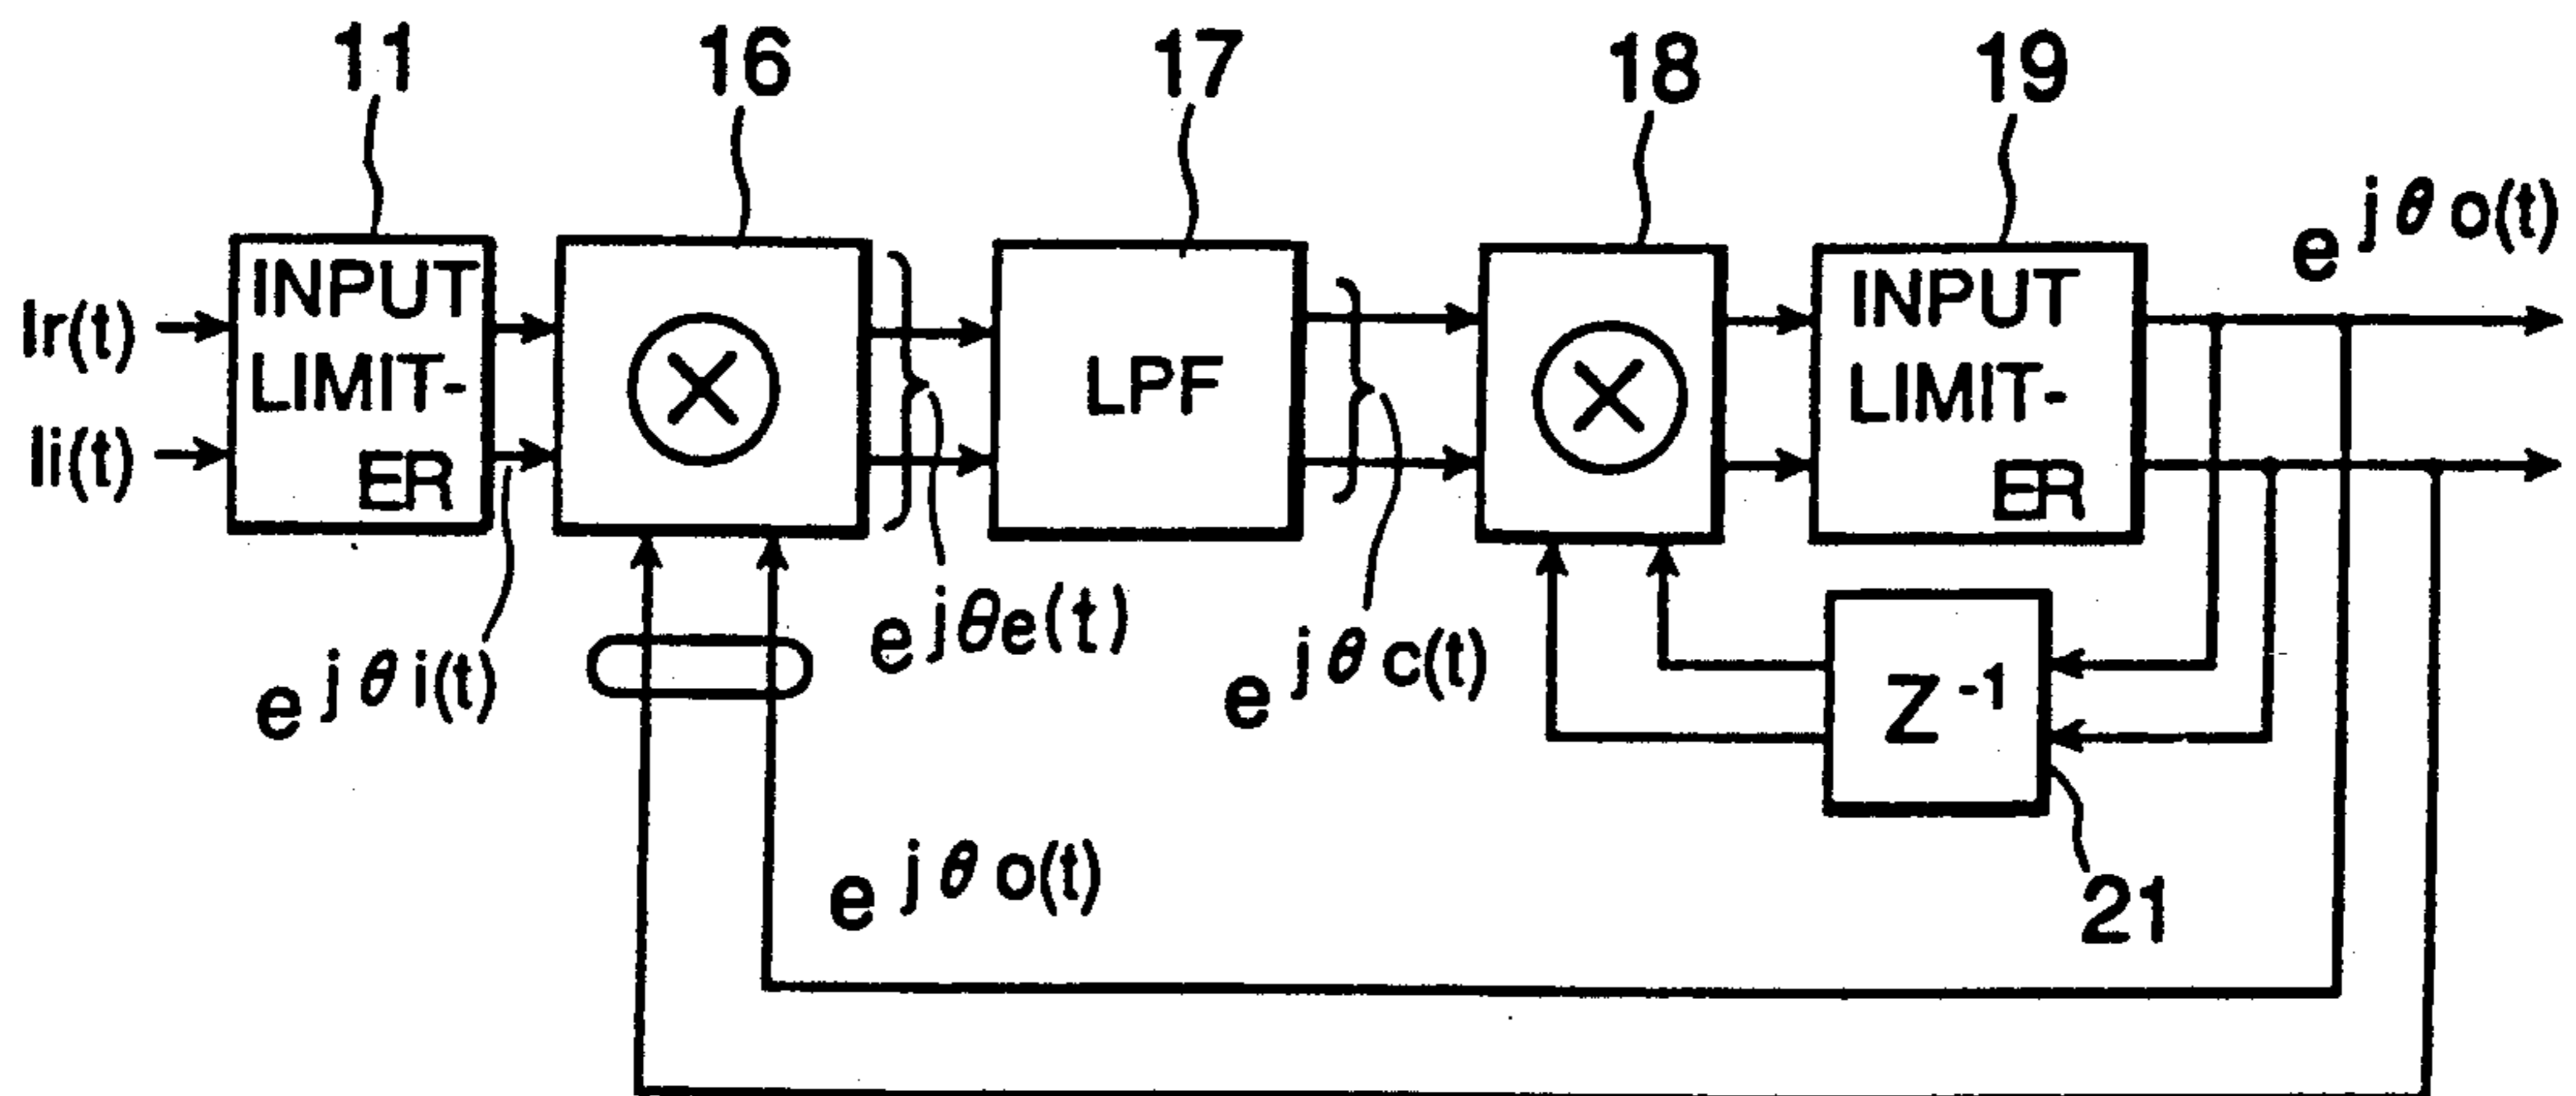 11
16
17
18
19
INPUT
LIMIT-
ER
LPF
INPUT
LIMIT-
ER
Ir(t)
Ii(t)
e jθo(t)
e jθi(t)
e jθe(t)
e jθc(t)
Z -1
e jθo(t)
21